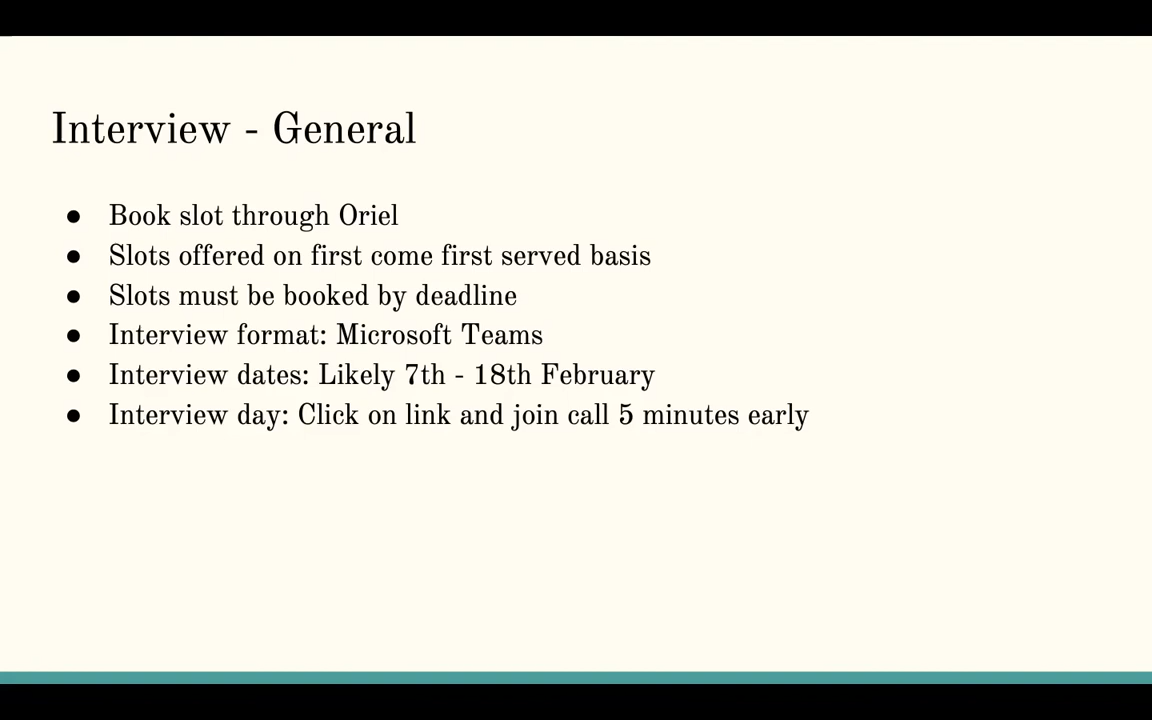 Interview - General
● Book slot through Oriel
● Slots offered on first come first served basis
● Slots must be booked by deadline
● Interview format: Microsoft Teams
● Interview dates: Likely 7th - 18th February
● Interview day: Click on link and join call 5 minutes early